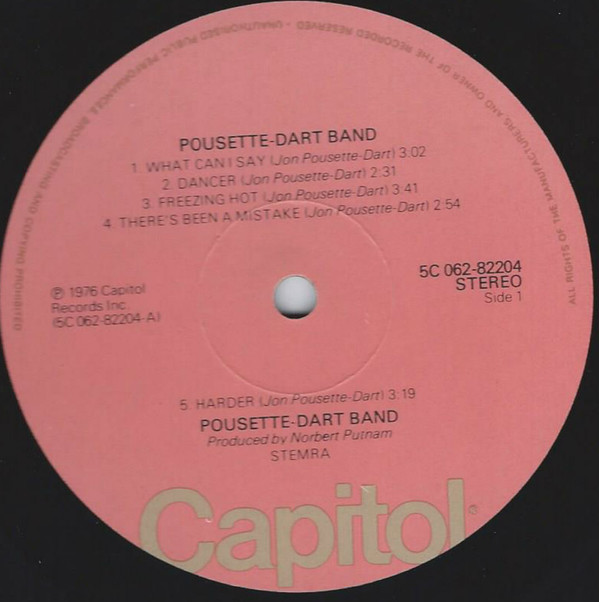 ALL RIGHTS OF THE MANUFACTURERS AND OWNER OF THE RECORDED RESERVED · UNAUTHORISED PUBLIC PERFORMANCES BROADCASTING AND COPYING PROHIBITED
POUSETTE-DART BAND
1. WHAT CAN I SAY (Jon Pousette-Dart) 3:02
2. DANCER (Jon Pousette-Dart) 2:31
3. FREEZING HOT (Jon Pousette-Dart) 3:41
4. THERE'S BEEN A MISTAKE (Jon Pousette-Dart) 2:54
℗ 1976 Capitol
Records Inc.
(5C 062-82204-A)
5C 062-82204
STEREO
Side 1
5. HARDER (Jon Pousette-Dart) 3:19
POUSETTE-DART BAND
Produced by Norbert Putnam
STEMRA
Capitol®